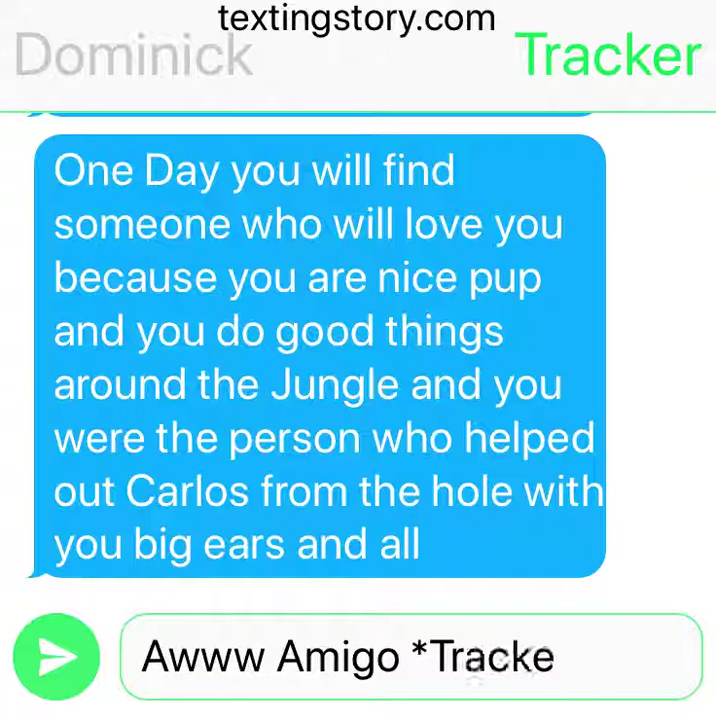 textingstory.com
Dominick
Tracker
One Day you will find
someone who will love you
because you are nice pup
and you do good things
around the Jungle and you
were the person who helped
out Carlos from the hole with
you big ears and all
Awww Amigo *Tracke